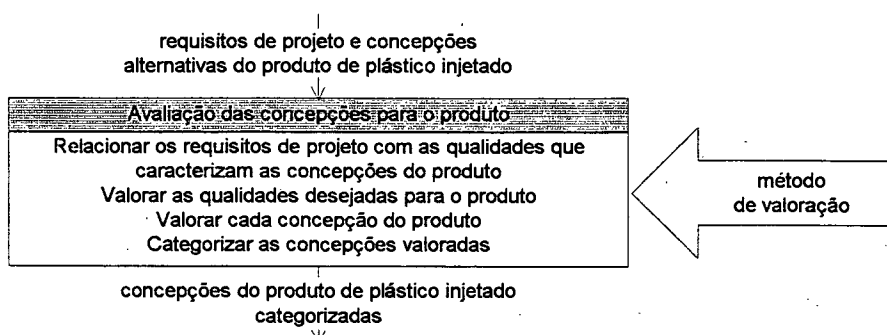 requisitos de projeto e concepções
alternativas do produto de plástico injetado
Avaliação das concepções para o produto
Relacionar os requisitos de projeto com as qualidades que
caracterizam as concepções do produto
Valorar as qualidades desejadas para o produto
Valorar cada concepção do produto
Categorizar as concepções valoradas
método
de valoração
concepções do produto de plástico injetado
categorizadas